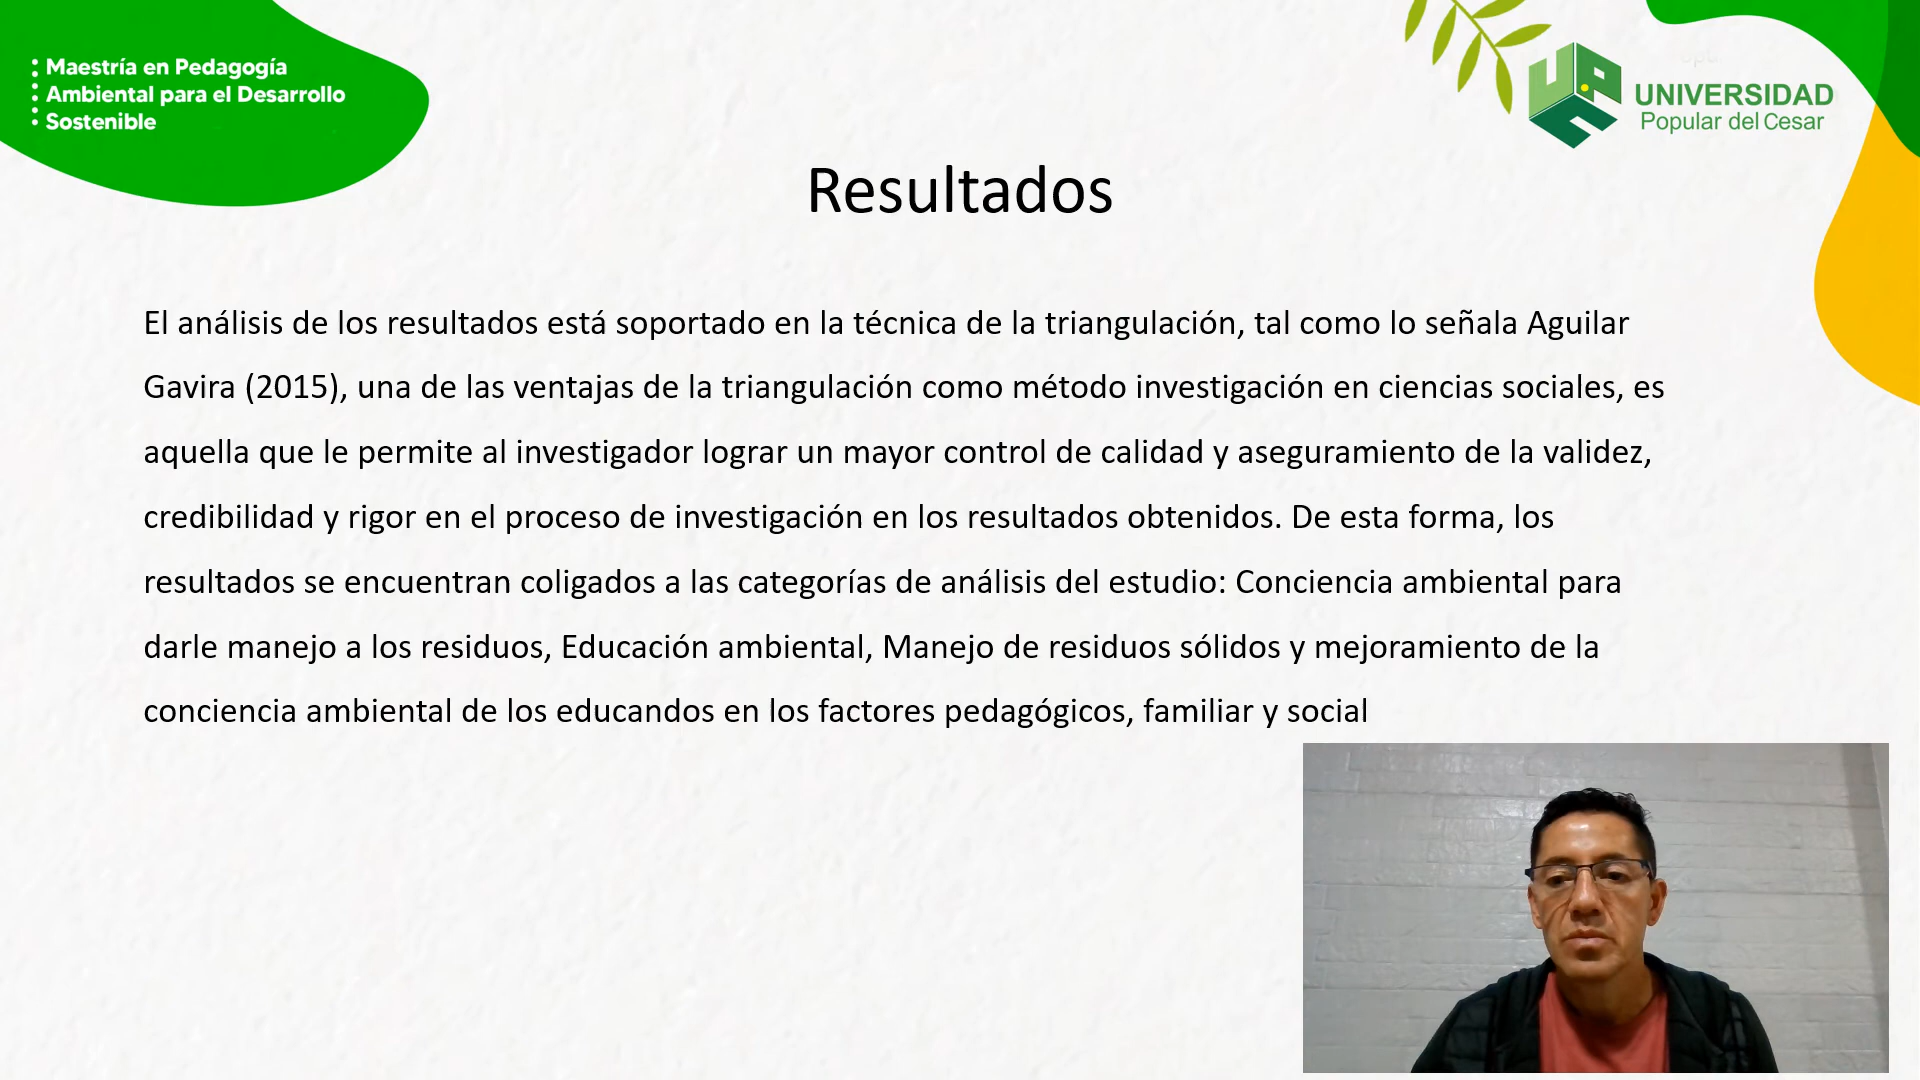 Maestría en Pedagogía
Ambiental para el Desarrollo
Sostenible
UPC
UNIVERSIDAD
Popular del Cesar
Resultados
El análisis de los resultados está soportado en la técnica de la triangulación, tal como lo señala Aguilar
Gavira (2015), una de las ventajas de la triangulación como método investigación en ciencias sociales, es
aquella que le permite al investigador lograr un mayor control de calidad y aseguramiento de la validez,
credibilidad y rigor en el proceso de investigación en los resultados obtenidos. De esta forma, los
resultados se encuentran coligados a las categorías de análisis del estudio: Conciencia ambiental para
darle manejo a los residuos, Educación ambiental, Manejo de residuos sólidos y mejoramiento de la
conciencia ambiental de los educandos en los factores pedagógicos, familiar y social